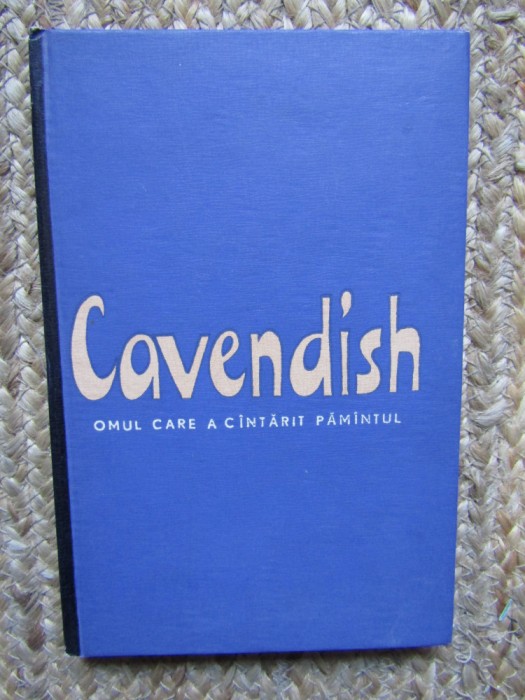 Cavendish
OMUL CARE A CÎNTĂRIT PĂMÎNTUL